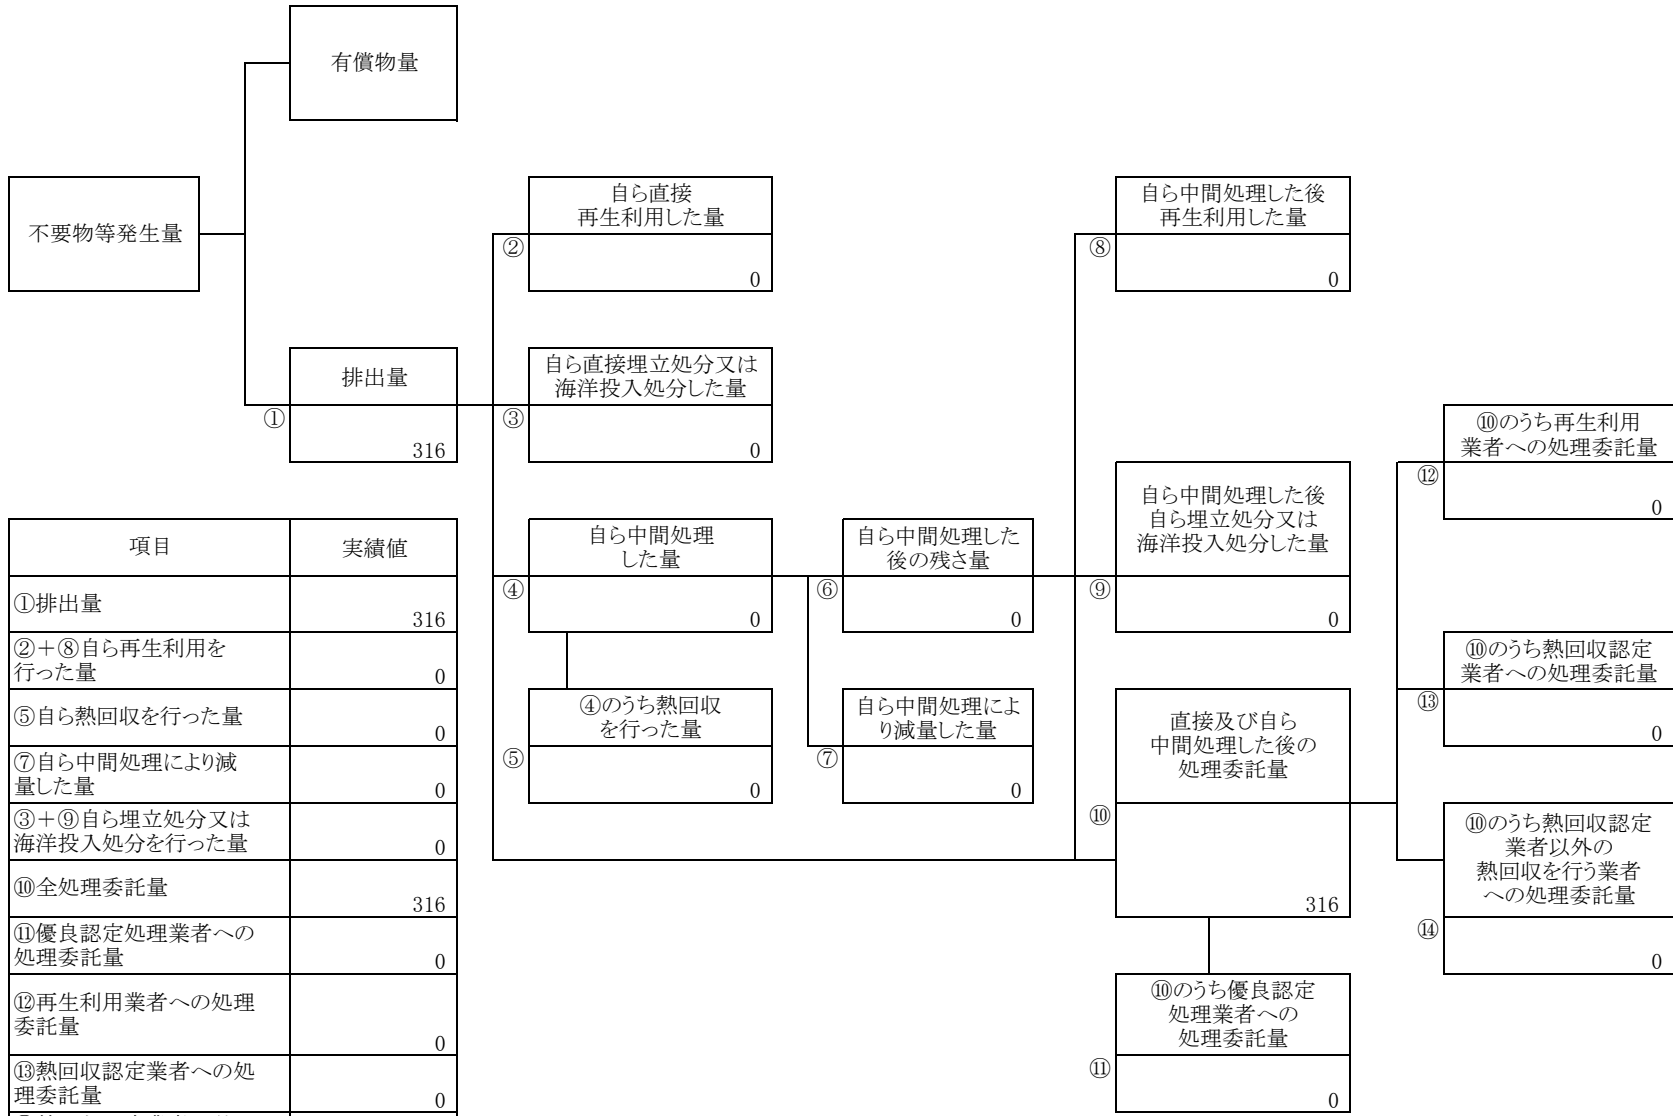 有償物量
不要物等発生量
自ら直接
再生利用した量
②
0
自ら中間処理した後
再生利用した量
⑧
0
排出量
①
316
自ら直接埋立処分又は
海洋投入処分した量
③
0
⑩のうち再生利用
業者への処理委託量
⑫
0
自ら中間処理
した量
④
0
自ら中間処理した
後の残さ量
⑥
0
自ら中間処理した後
自ら埋立処分又は
海洋投入処分した量
⑨
0
⑩のうち熱回収認定
業者への処理委託量
⑬
0
④のうち熱回収
を行った量
⑤
0
自ら中間処理によ
り減量した量
⑦
0
直接及び自ら
中間処理した後の
処理委託量
⑩
316
⑩のうち熱回収認定
業者以外の
熱回収を行う業者
への処理委託量
⑭
0
⑩のうち優良認定
処理業者への
処理委託量
⑪
0
項目
実績値
①排出量
316
②＋⑧自ら再生利用を
行った量
0
⑤自ら熱回収を行った量
0
⑦自ら中間処理により減
量した量
0
③＋⑨自ら埋立処分又は
海洋投入処分を行った量
0
⑩全処理委託量
316
⑪優良認定処理業者への
処理委託量
0
⑫再生利用業者への処理
委託量
0
⑬熱回収認定業者への処
理委託量
0